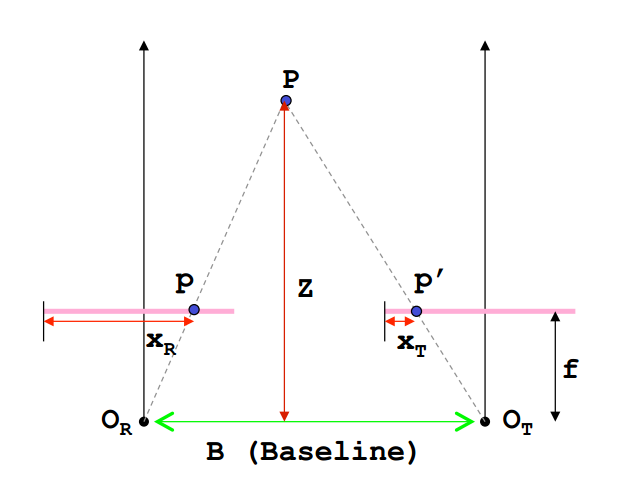 P
p
p′
Z
x_R
x_T
f
O_R
O_T
B (Baseline)